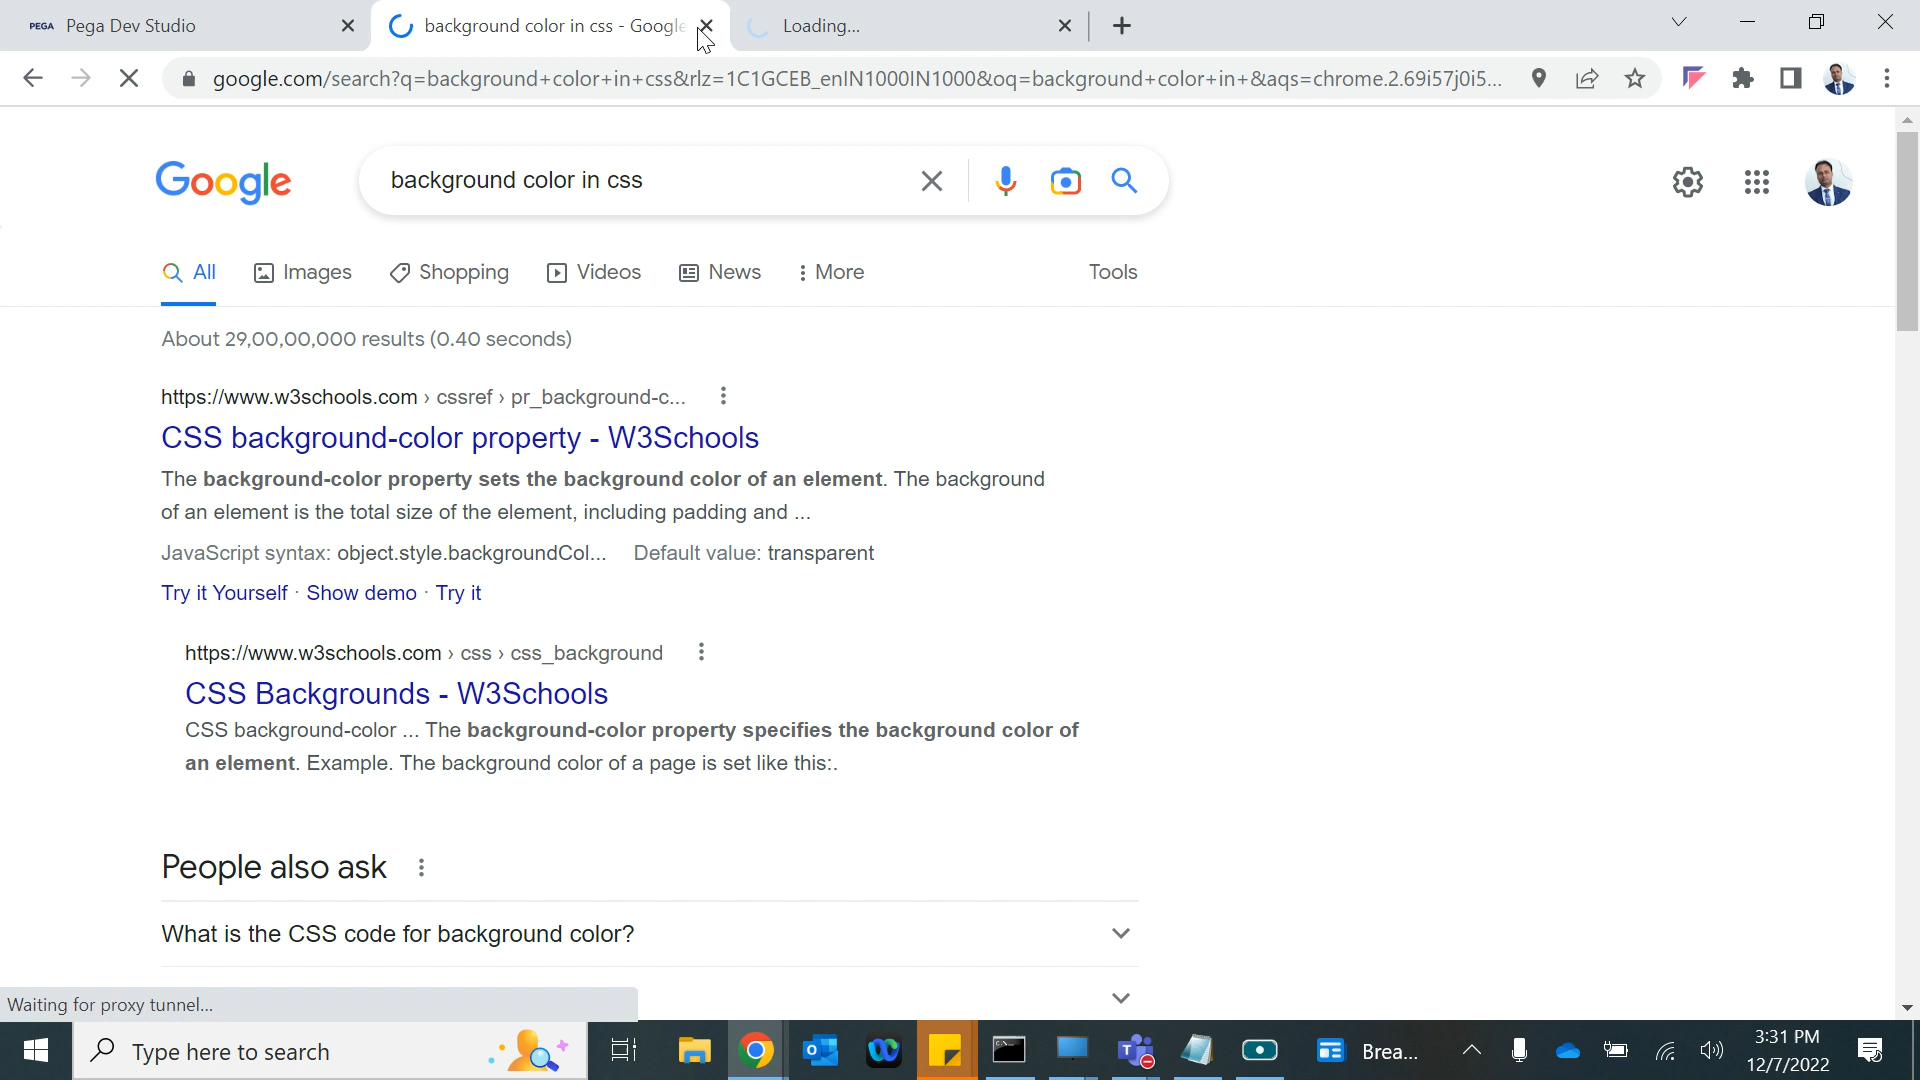 PEGA Pega Dev Studio
background color in css - Google
Loading...
google.com/search?q=background+color+in+css&rlz=1C1GCEB_enIN1000IN1000&oq=background+color+in+&aqs=chrome.2.69i57j0i5...
Google
background color in css
All
Images
Shopping
Videos
News
More
Tools
About 29,00,00,000 results (0.40 seconds)
https://www.w3schools.com › cssref › pr_background-c...
CSS background-color property - W3Schools
The background-color property sets the background color of an element. The background
of an element is the total size of the element, including padding and ...
JavaScript syntax: object.style.backgroundCol... Default value: transparent
Try it Yourself · Show demo · Try it
https://www.w3schools.com › css › css_background
CSS Backgrounds - W3Schools
CSS background-color ... The background-color property specifies the background color of
an element. Example. The background color of a page is set like this:.
People also ask
What is the CSS code for background color?
Waiting for proxy tunnel...
Type here to search
Brea...
3:31 PM
12/7/2022